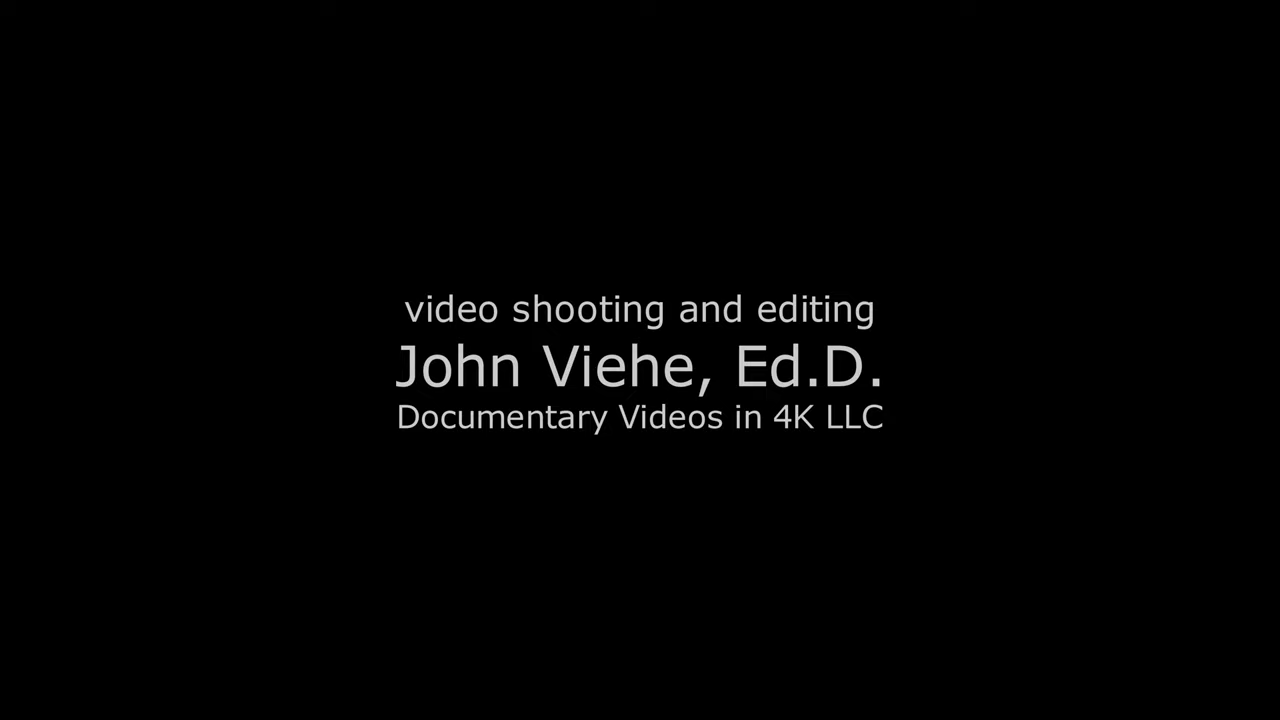 video shooting and editing
John Viehe, Ed.D.
Documentary Videos in 4K LLC